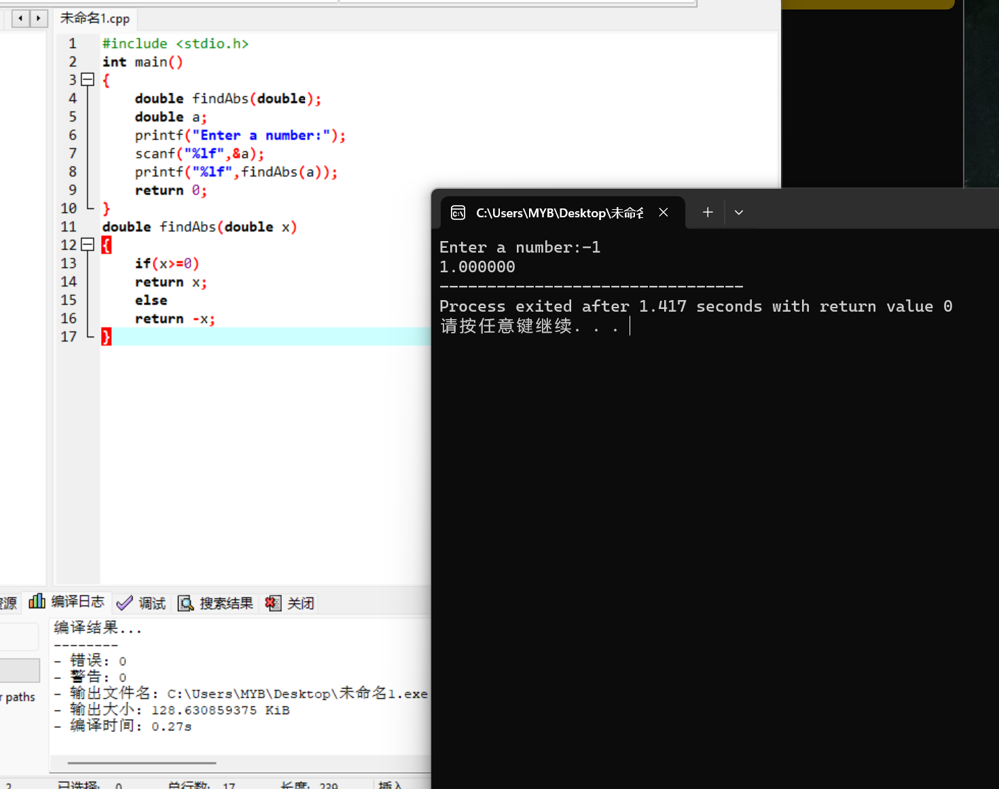 未命名1.cpp
1 #include <stdio.h>
2 int main()
3 {
4 double findAbs(double);
5 double a;
6 printf("Enter a number:");
7 scanf("%lf",&a);
8 printf("%lf",findAbs(a));
9 return 0;
10 }
11 double findAbs(double x)
12 {
13 if(x>=0)
14 return x;
15 else
16 return -x;
17 }
C:\Users\MYB\Desktop\未命名
Enter a number:-1
1.000000
--------------------------------
Process exited after 1.417 seconds with return value 0
请按任意键继续. . .
资源 编译日志 调试 搜索结果 关闭
r paths
编译结果...
--------
- 错误: 0
- 警告: 0
- 输出文件名: C:\Users\MYB\Desktop\未命名1.exe
- 输出大小: 128.630859375 KiB
- 编译时间: 0.27s
2 已选择: 0 总行数: 17 长度: 239 插入